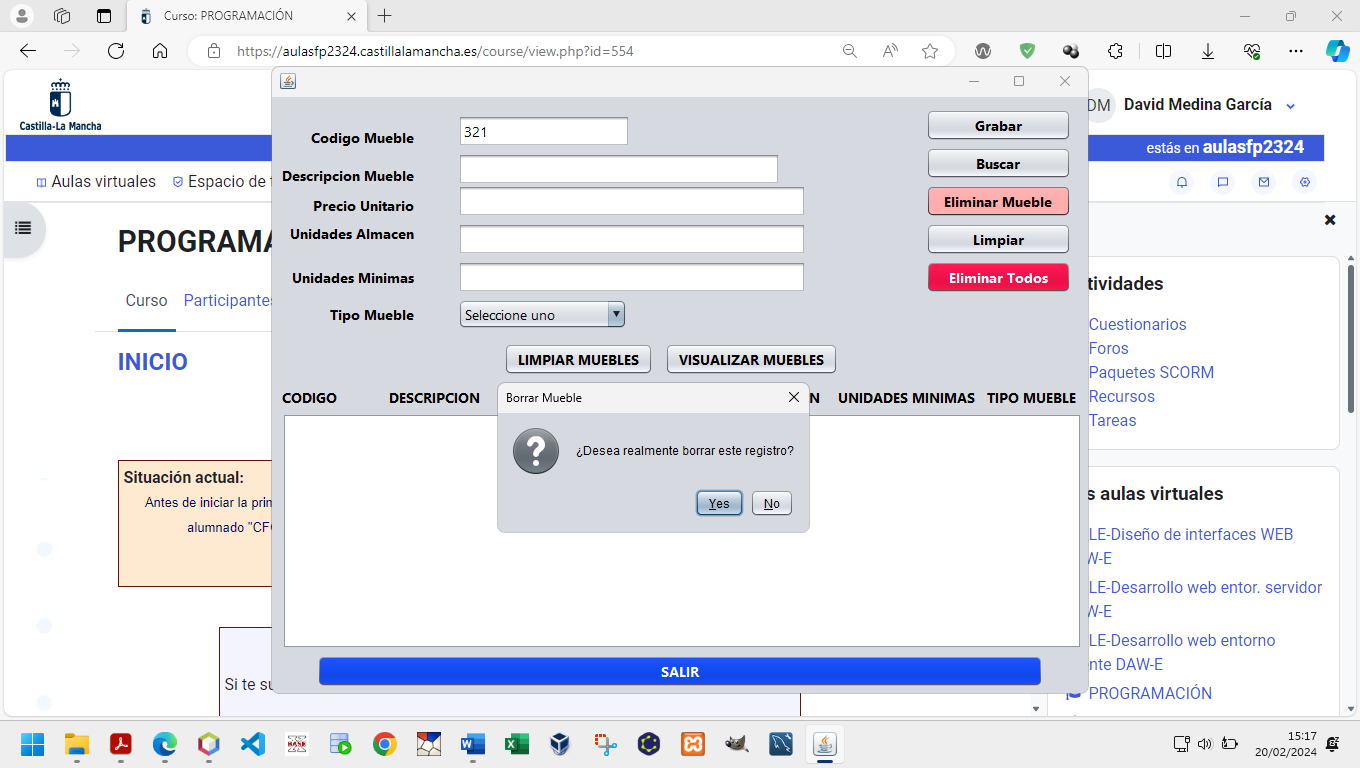 Curso: PROGRAMACIÓN
https://aulasfp2324.castillalamancha.es/course/view.php?id=554
Castilla-La Mancha
DM David Medina García
estás en aulasfp2324
Aulas virtuales
Espacio de
PROGRAMA
Curso Participantes
INICIO
Situación actual:
Antes de iniciar la prim
alumnado "CF
Si te su
Codigo Mueble 321
Descripcion Mueble
Precio Unitario
Unidades Almacen
Unidades Minimas
Tipo Mueble Seleccione uno
Grabar
Buscar
Eliminar Mueble
Limpiar
Eliminar Todos
LIMPIAR MUEBLES VISUALIZAR MUEBLES
CODIGO DESCRIPCION N UNIDADES MINIMAS TIPO MUEBLE
Borrar Mueble
¿Desea realmente borrar este registro?
Yes No
SALIR
tividades
Cuestionarios
Foros
Paquetes SCORM
Recursos
Tareas
s aulas virtuales
LE-Diseño de interfaces WEB
W-E
LE-Desarrollo web entor. servidor
W-E
LE-Desarrollo web entorno
nte DAW-E
PROGRAMACIÓN
15:17
20/02/2024